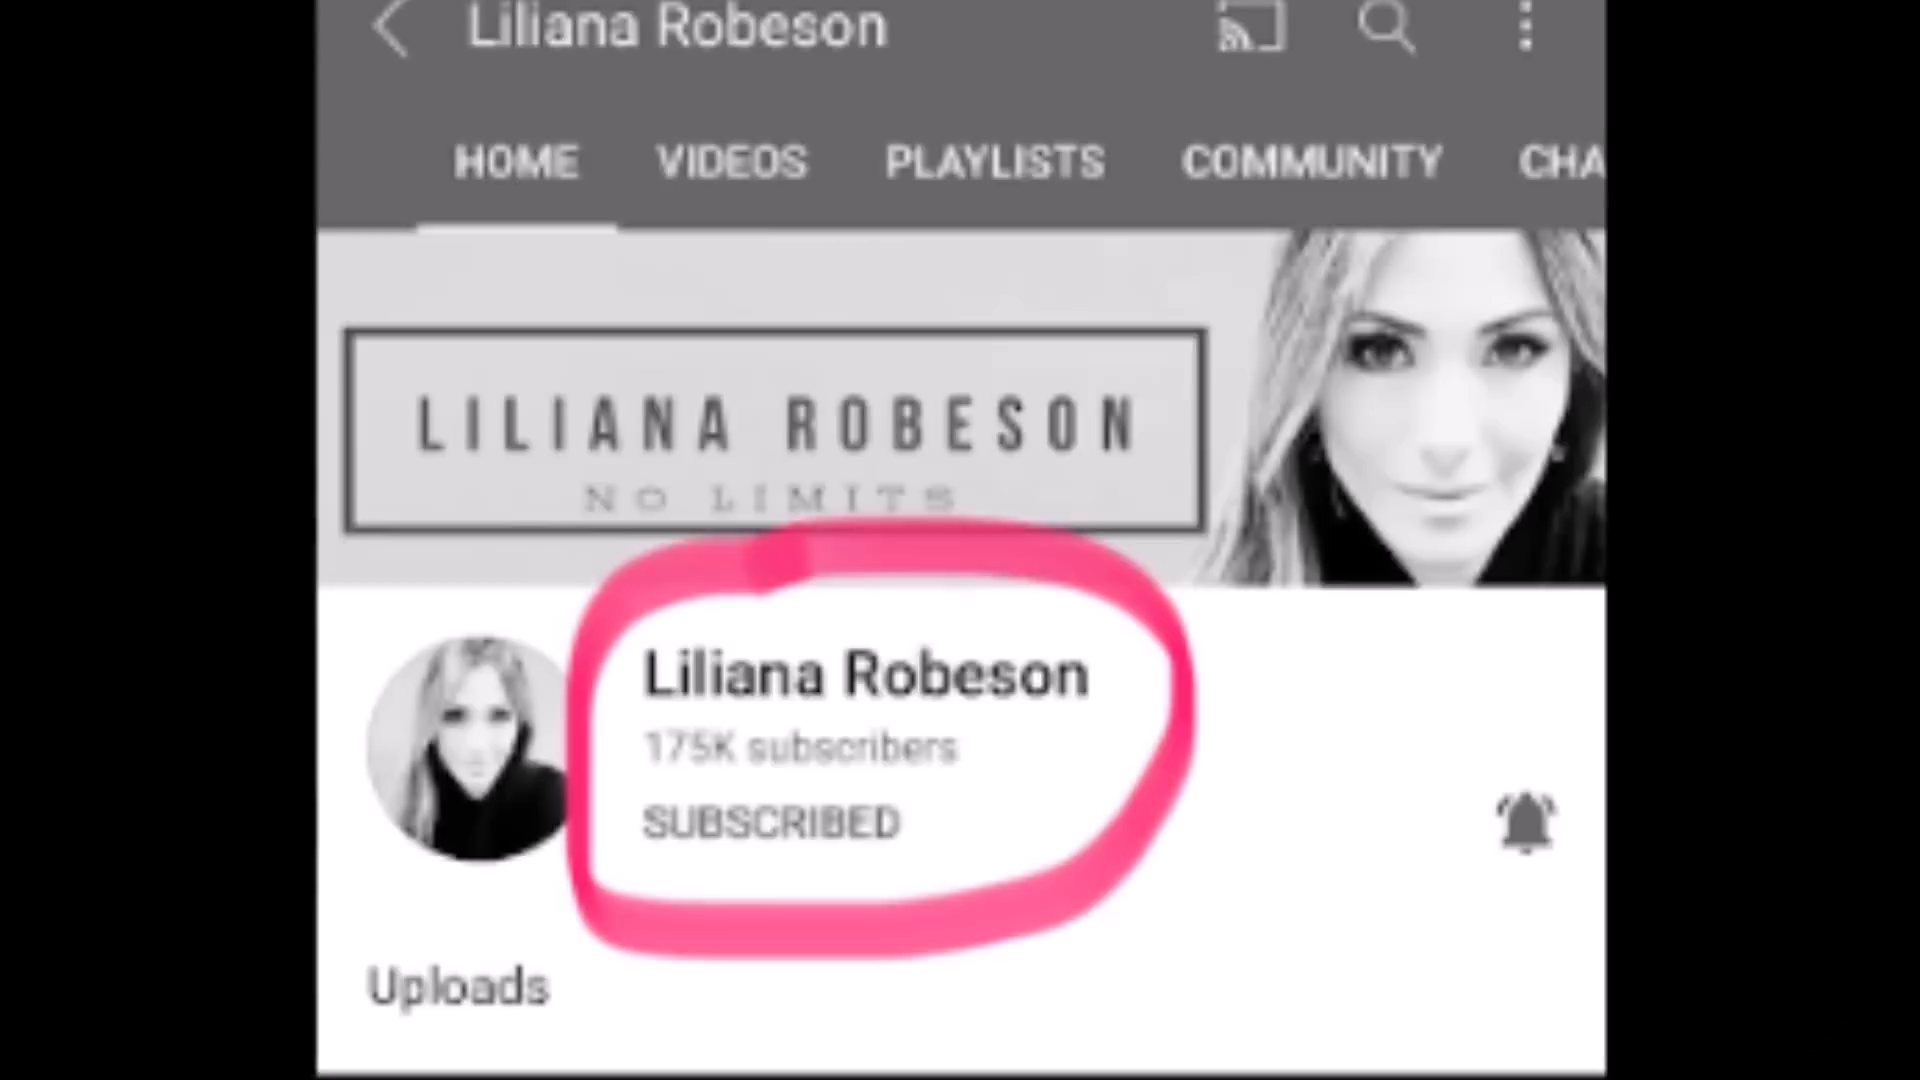 Liliana Robeson
HOME VIDEOS PLAYLISTS COMMUNITY CHA
LILIANA ROBESON
NO LIMITS
Liliana Robeson
175K subscribers
SUBSCRIBED
Uploads